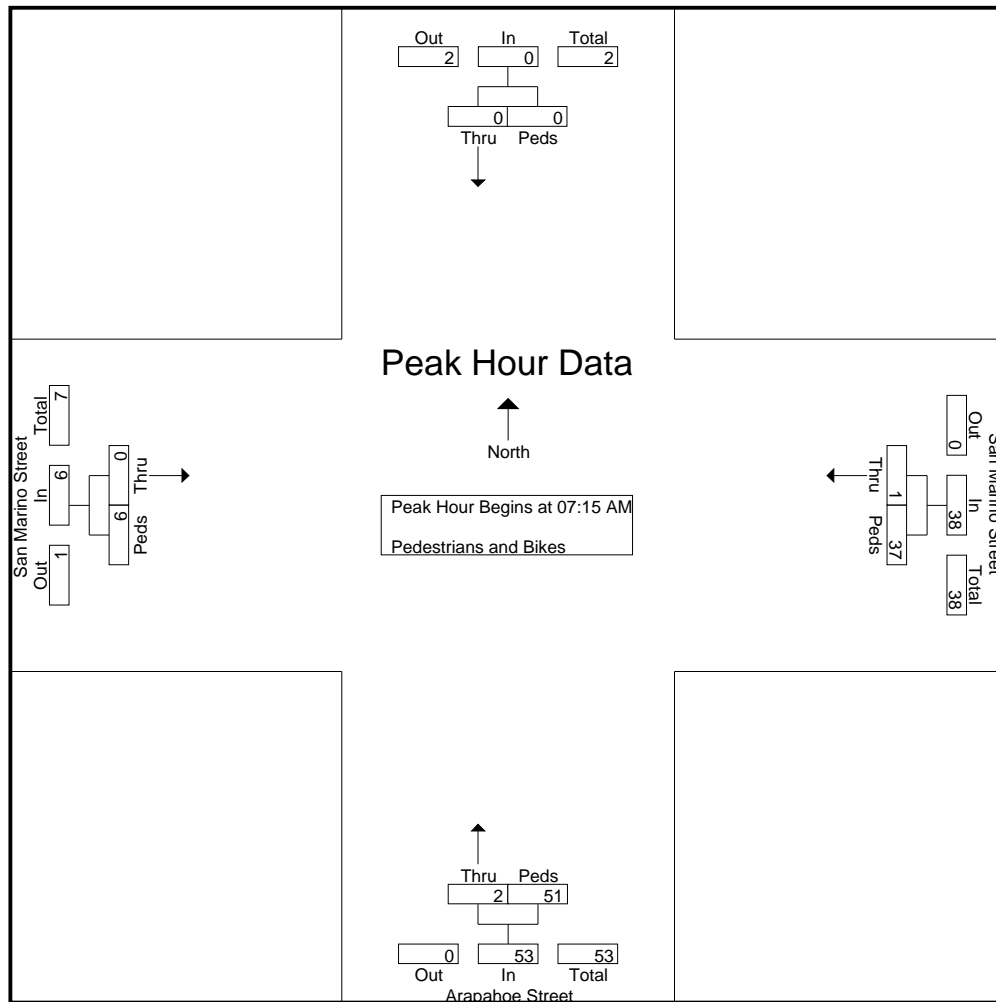 Out In Total
2 0 2
0 0
Thru Peds
Peak Hour Data
North
Peak Hour Begins at 07:15 AM
Pedestrians and Bikes
San Marino Street
Total In Out
7 6 1
0 6
Thru Peds
San Marino Street
Out In Total
0 38 38
1 37
Thru Peds
Thru Peds
2 51
0 53 53
Out In Total
Arapahoe Street